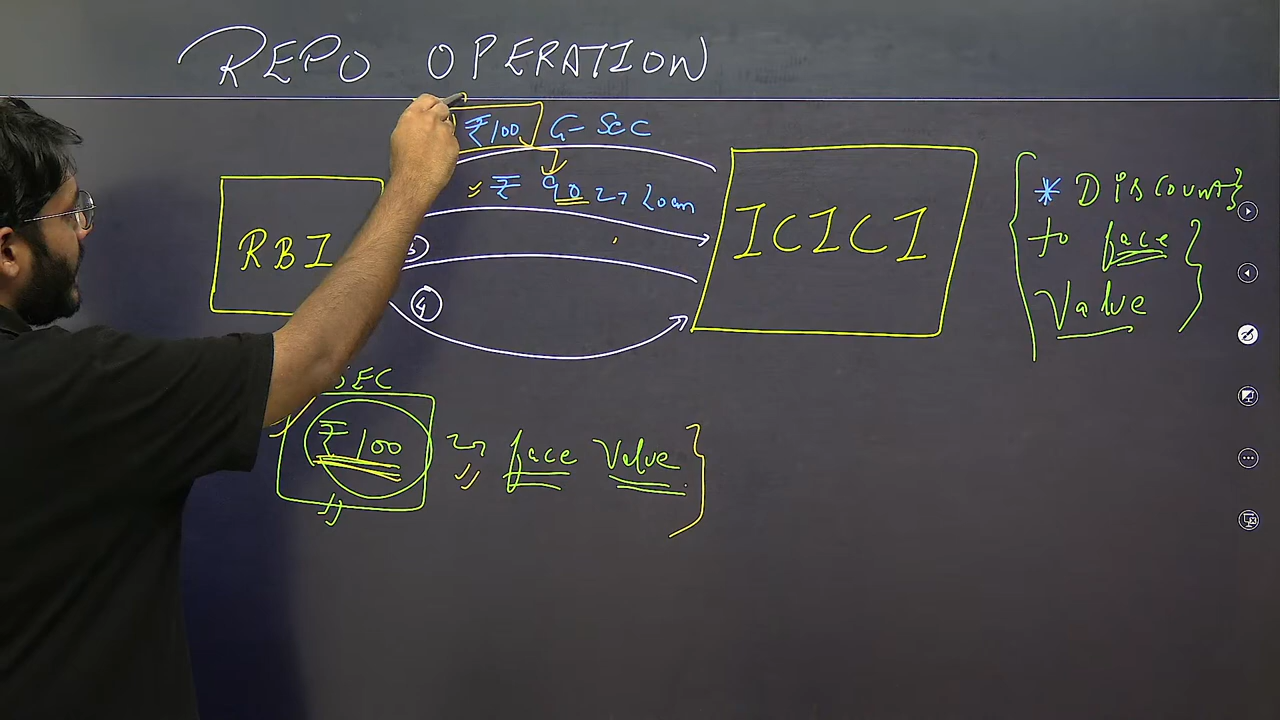 REPO OPERATION
₹100 G-Sec
₹ 90 Loan
RBI
ICICI
* Discount
to face
Value
4
SEC
₹100
face Value